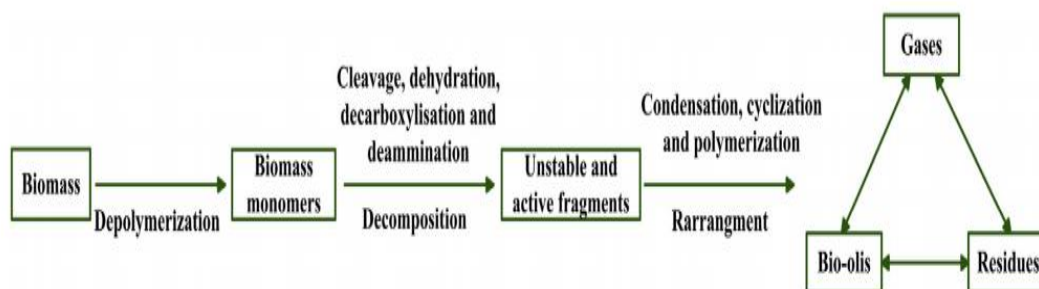 Biomass
Depolymerization
Biomass
monomers
Cleavage, dehydration,
decarboxylisation and
deammination
Decomposition
Unstable and
active fragments
Condensation, cyclization
and polymerization
Rarrangment
Gases
Bio-olis
Residues